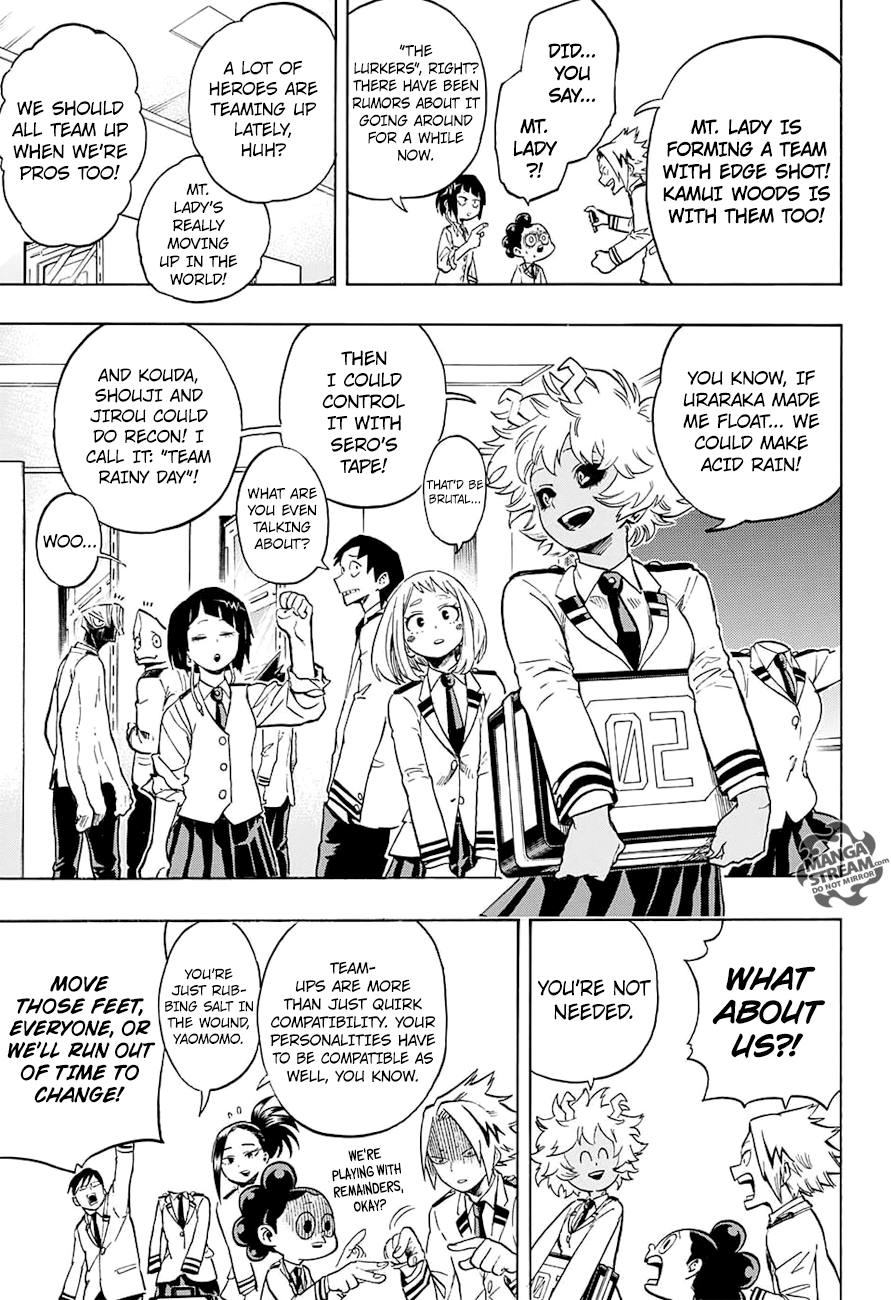 MT. LADY IS
FORMING A TEAM
WITH EDGE SHOT!
KAMUI WOODS IS
WITH THEM TOO!
DID...
YOU
SAY...
MT.
LADY
?!
"THE
LURKERS", RIGHT?
THERE HAVE BEEN
RUMORS ABOUT IT
GOING AROUND
FOR A WHILE
NOW.
A LOT OF
HEROES ARE
TEAMING UP
LATELY,
HUH?
MT.
LADY'S
REALLY
MOVING
UP IN THE
WORLD!
WE SHOULD
ALL TEAM UP
WHEN WE'RE
PROS TOO!
YOU KNOW, IF
URARAKA MADE
ME FLOAT... WE
COULD MAKE
ACID RAIN!
THAT'D BE
BRUTAL...
THEN
I COULD
CONTROL
IT WITH
SERO'S
TAPE!
WHAT ARE
YOU EVEN
TALKING
ABOUT?
AND KOUDA,
SHOUJI AND
JIROU COULD
DO RECON! I
CALL IT: "TEAM
RAINY DAY"!
WOO...
02
MANGA
STREAM.com
DO NOT MIRROR
WHAT
ABOUT
US?!
YOU'RE NOT
NEEDED.
02
TEAM-
UPS ARE MORE
THAN JUST QUIRK
COMPATIBILITY. YOUR
PERSONALITIES HAVE
TO BE COMPATIBLE AS
WELL, YOU KNOW.
YOU'RE
JUST RUB-
BING SALT IN
THE WOUND,
YAOMOMO.
WE'RE
PLAYING WITH
REMAINDERS,
OKAY?
MOVE
THOSE FEET,
EVERYONE, OR
WE'LL RUN OUT
OF TIME TO
CHANGE!